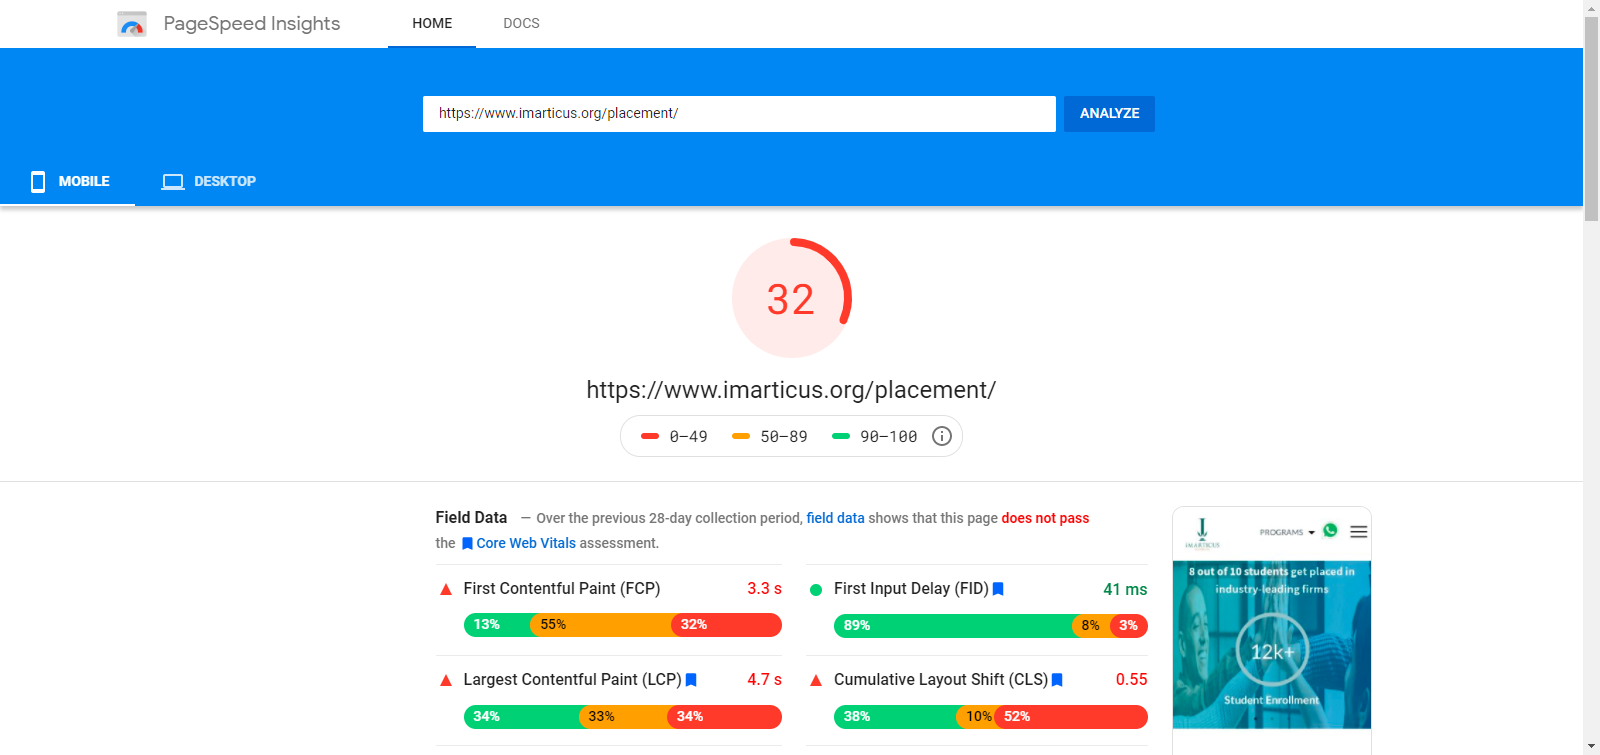 PageSpeed Insights
HOME
DOCS
https://www.imarticus.org/placement/
ANALYZE
MOBILE
DESKTOP
32
https://www.imarticus.org/placement/
0–49
50–89
90–100
Field Data — Over the previous 28-day collection period, field data shows that this page does not pass
the Core Web Vitals assessment.
First Contentful Paint (FCP) 3.3 s
13% 55% 32%
First Input Delay (FID) 41 ms
89% 8% 3%
Largest Contentful Paint (LCP) 4.7 s
34% 33% 34%
Cumulative Layout Shift (CLS) 0.55
38% 10% 52%
IMARTICUS
PROGRAMS
8 out of 10 students get placed in
industry-leading firms
12k+
Student Enrollment